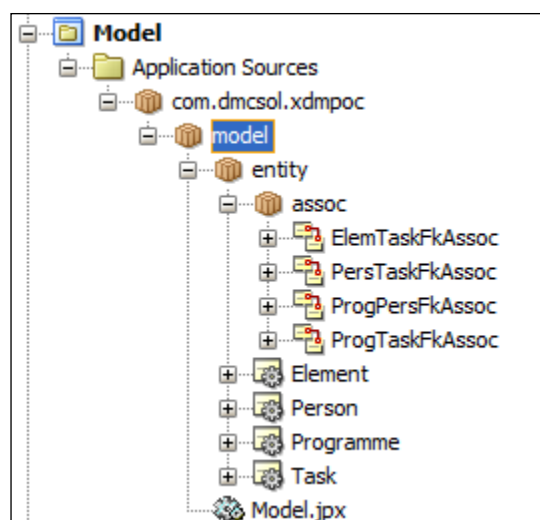 Model
Application Sources
com.dmcsol.xdmpoc
model
entity
assoc
ElemTaskFkAssoc
PersTaskFkAssoc
ProgPersFkAssoc
ProgTaskFkAssoc
Element
Person
Programme
Task
Model.jpx